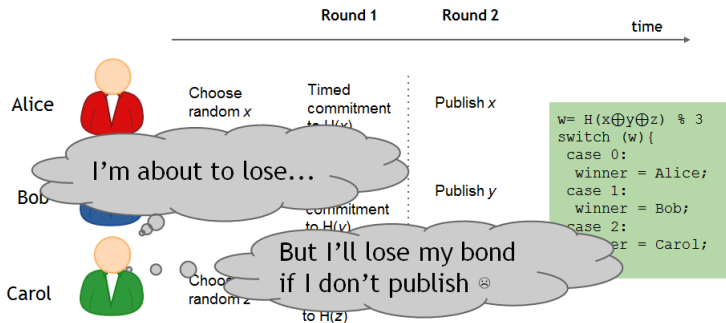 Round 1 Round 2
time
Alice
Choose
random x
Timed
commitment
to H(x)
Publish x
I'm about to lose...
Bob
commitment
to H(y)
Publish y
But I'll lose my bond
if I don't publish ☹
Carol
random z
to H(z)
w= H(x⊕y⊕z) % 3
switch (w){
case 0:
winner = Alice;
case 1:
winner = Bob;
case 2:
= Carol;